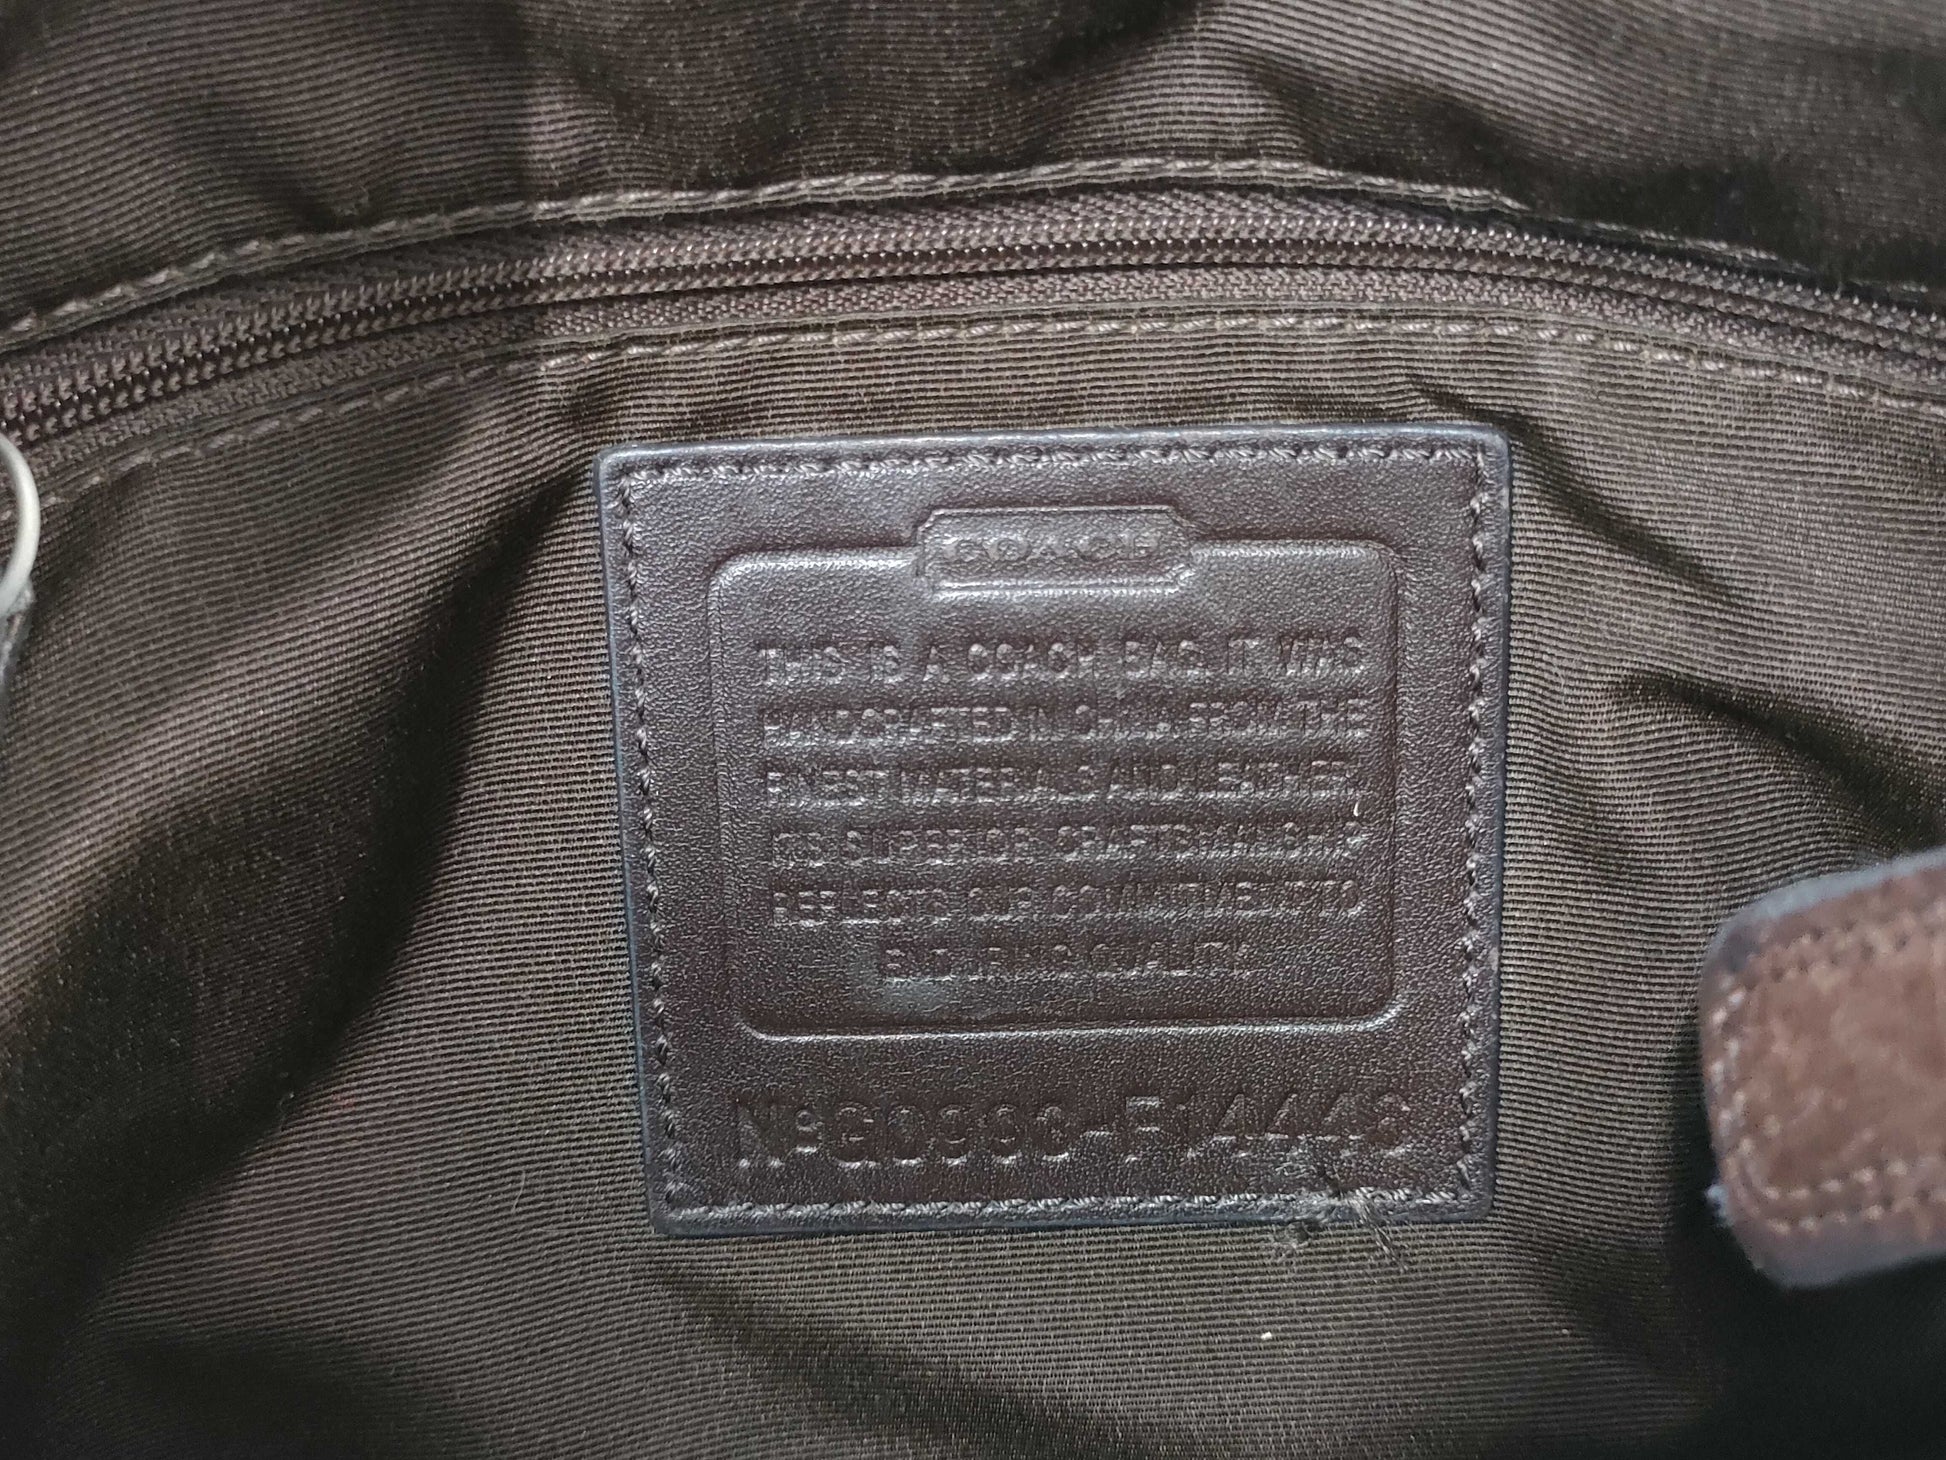 COACH
THIS IS A COACH BAG. IT WAS
HANDCRAFTED IN CHINA FROM THE
FINEST MATERIALS AND LEATHER.
ITS SUPERIOR CRAFTSMANSHIP
REFLECTS OUR COMMITMENT TO
ENDURING QUALITY.